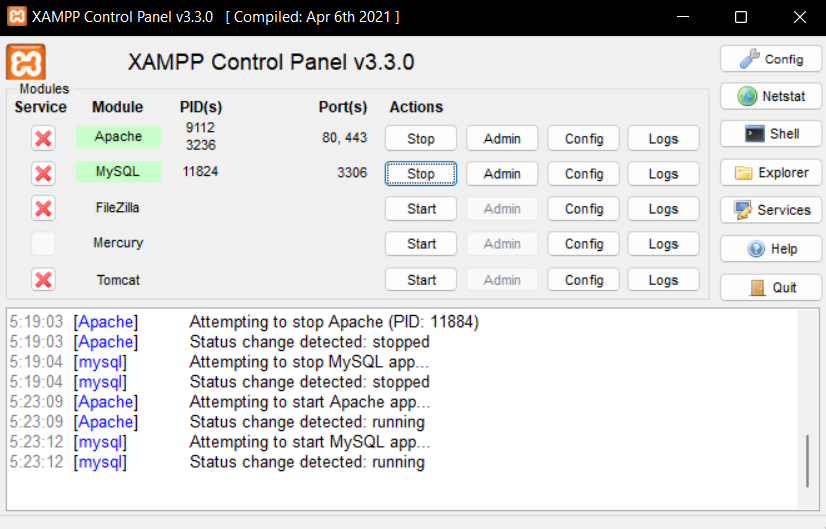 XAMPP Control Panel v3.3.0 [ Compiled: Apr 6th 2021 ]
XAMPP Control Panel v3.3.0
Config
Modules
Service Module PID(s) Port(s) Actions
Netstat
Apache 9112 3236 80, 443 Stop Admin Config Logs
Shell
MySQL 11824 3306 Stop Admin Config Logs
Explorer
FileZilla Start Admin Config Logs
Services
Mercury Start Admin Config Logs
Help
Tomcat Start Admin Config Logs
Quit
5:19:03 [Apache] Attempting to stop Apache (PID: 11884)
5:19:03 [Apache] Status change detected: stopped
5:19:04 [mysql] Attempting to stop MySQL app...
5:19:04 [mysql] Status change detected: stopped
5:23:09 [Apache] Attempting to start Apache app...
5:23:09 [Apache] Status change detected: running
5:23:12 [mysql] Attempting to start MySQL app...
5:23:12 [mysql] Status change detected: running